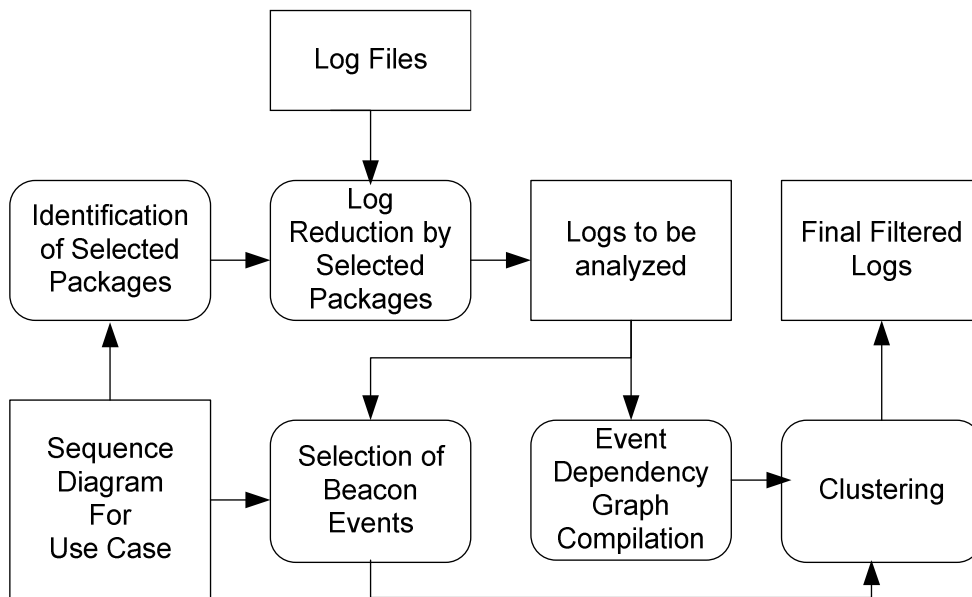 Log Files
Identification
of Selected
Packages
Log
Reduction by
Selected
Packages
Logs to be
analyzed
Final Filtered
Logs
Sequence
Diagram
For
Use Case
Selection of
Beacon
Events
Event
Dependency
Graph
Compilation
Clustering